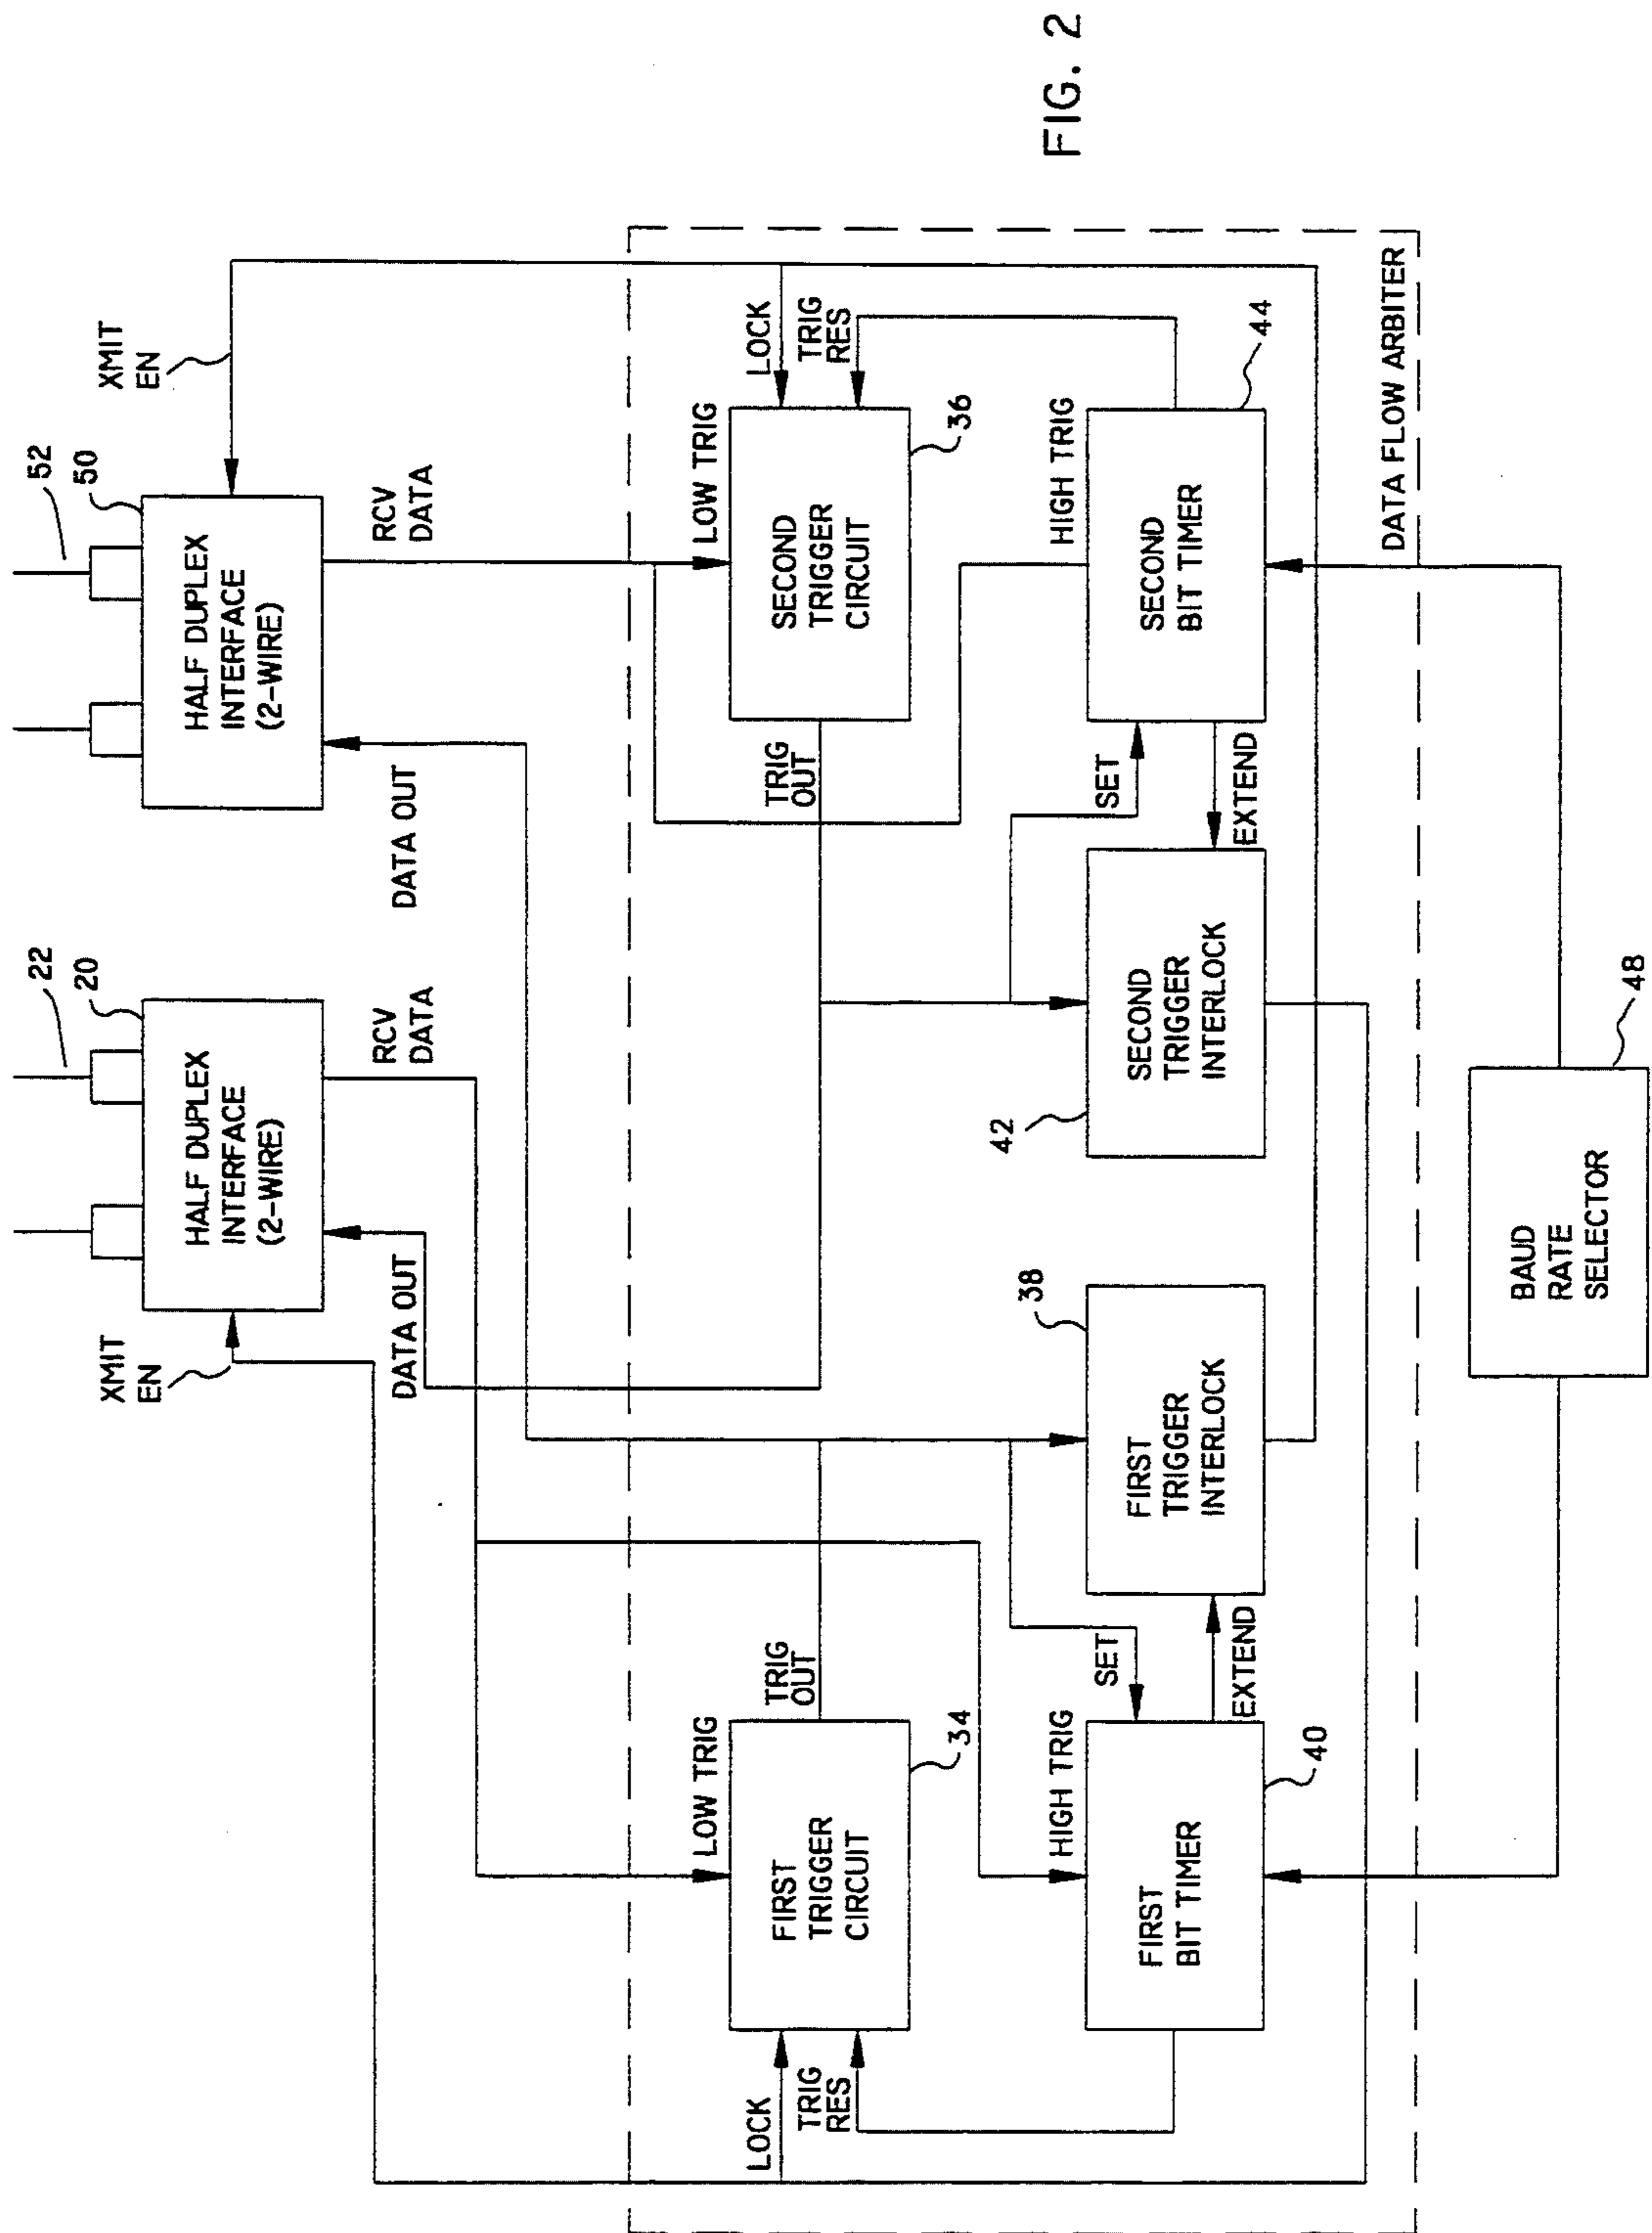 22
20
HALF DUPLEX
INTERFACE
(2-WIRE)
XMIT
EN
DATA OUT
RCV
DATA
52
50
HALF DUPLEX
INTERFACE
(2-WIRE)
XMIT
EN
DATA OUT
RCV
DATA
LOW TRIG
FIRST
TRIGGER
CIRCUIT
34
LOCK
TRIG
RES
TRIG
OUT
LOW TRIG
SECOND
TRIGGER
CIRCUIT
36
TRIG
OUT
LOCK
TRIG
RES
HIGH TRIG
FIRST
BIT TIMER
40
SET
EXTEND
38
FIRST
TRIGGER
INTERLOCK
42
SECOND
TRIGGER
INTERLOCK
SET
EXTEND
HIGH TRIG
SECOND
BIT TIMER
44
DATA FLOW ARBITER
BAUD
RATE
SELECTOR
48
FIG. 2